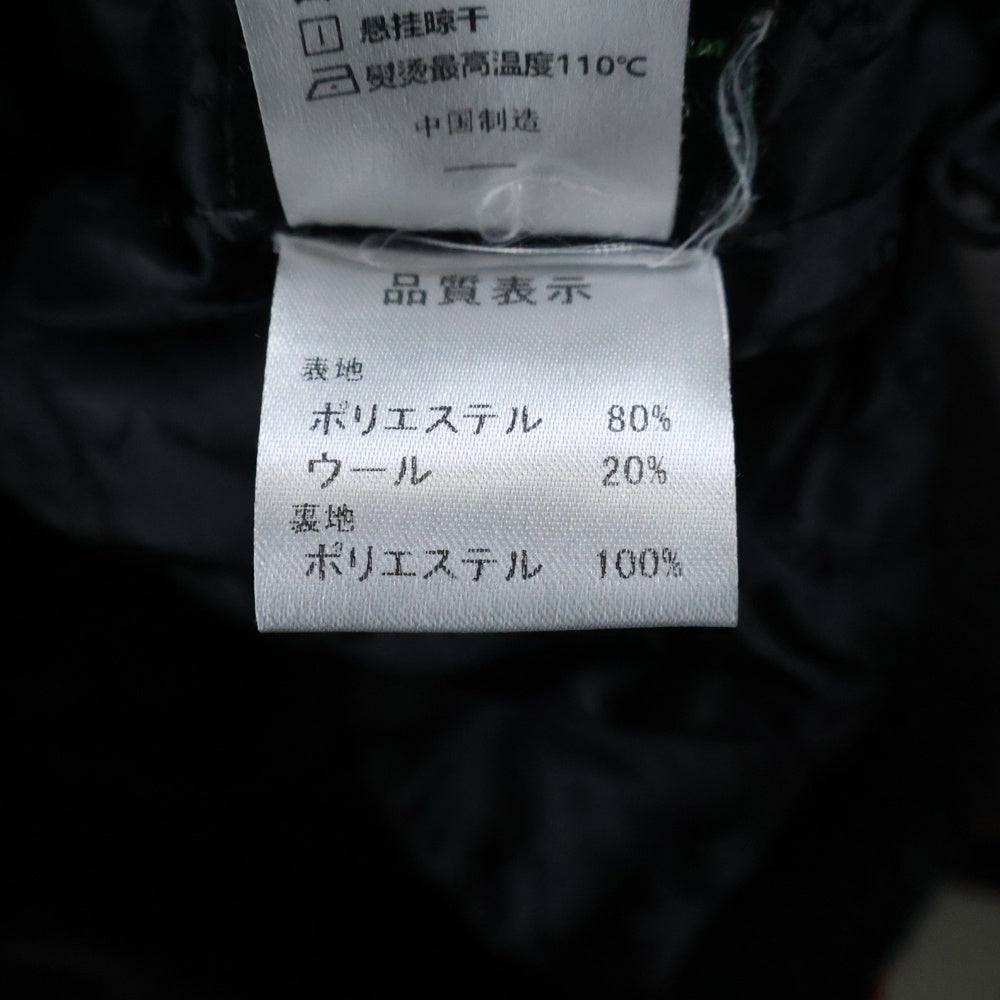 悬挂晾干
熨烫最高温度110℃
中国制造
品質表示
表地
ポリエステル 80%
ウール 20%
裏地
ポリエステル 100%